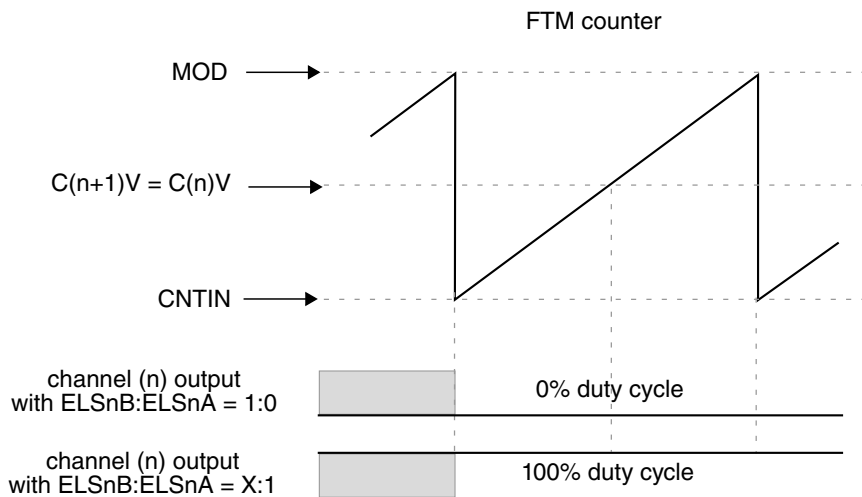 FTM counter
MOD
C(n+1)V = C(n)V
CNTIN
channel (n) output
with ELSnB:ELSnA = 1:0
0% duty cycle
channel (n) output
with ELSnB:ELSnA = X:1
100% duty cycle